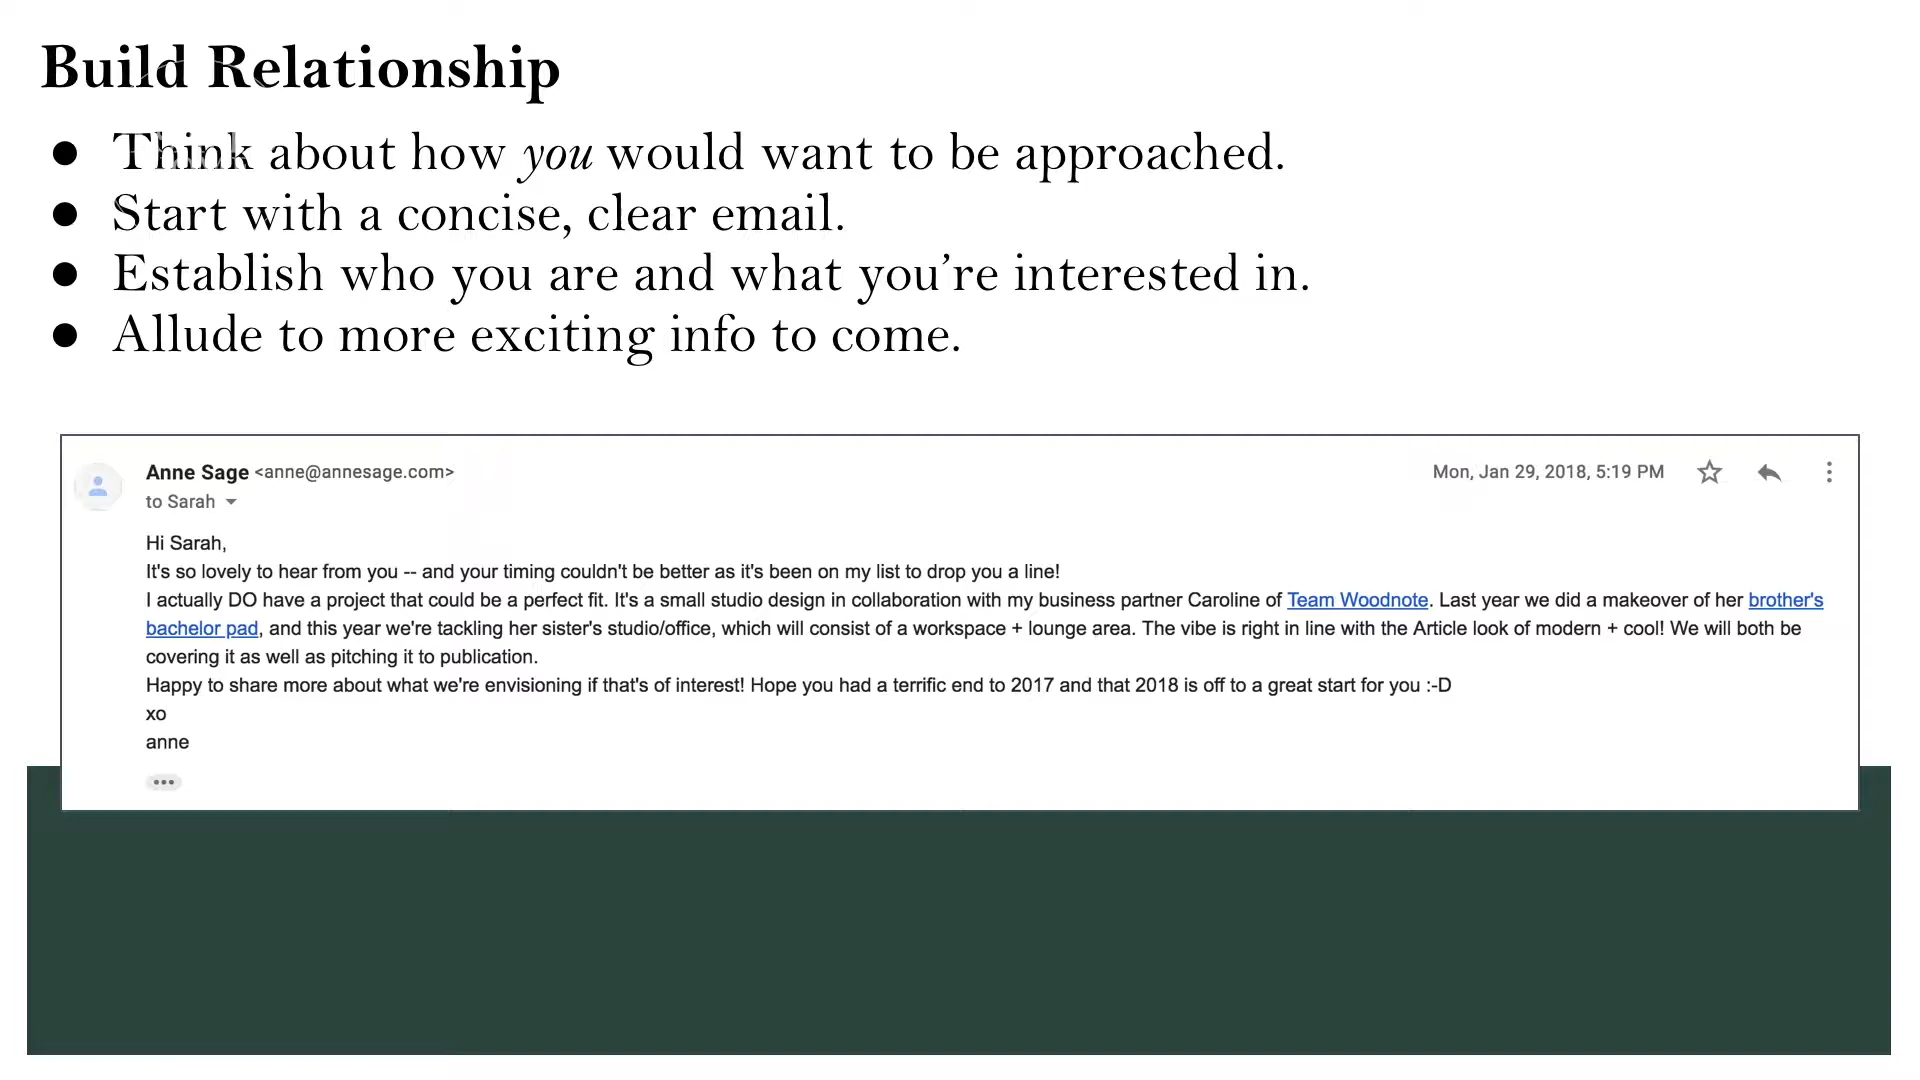 Build Relationship
● Think about how you would want to be approached.
● Start with a concise, clear email.
● Establish who you are and what you’re interested in.
● Allude to more exciting info to come.
Anne Sage <anne@annesage.com>
Mon, Jan 29, 2018, 5:19 PM
to Sarah
Hi Sarah,
It's so lovely to hear from you -- and your timing couldn't be better as it's been on my list to drop you a line!
I actually DO have a project that could be a perfect fit. It's a small studio design in collaboration with my business partner Caroline of Team Woodnote. Last year we did a makeover of her brother's
bachelor pad, and this year we're tackling her sister's studio/office, which will consist of a workspace + lounge area. The vibe is right in line with the Article look of modern + cool! We will both be
covering it as well as pitching it to publication.
Happy to share more about what we're envisioning if that's of interest! Hope you had a terrific end to 2017 and that 2018 is off to a great start for you :-D
xo
anne